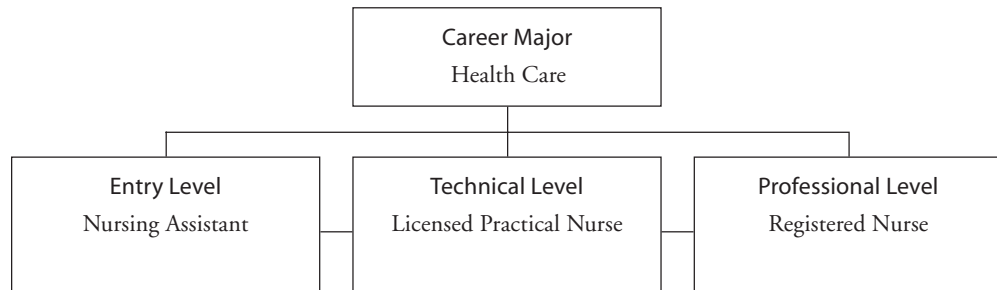 Career Major
Health Care
Entry Level
Nursing Assistant
Technical Level
Licensed Practical Nurse
Professional Level
Registered Nurse